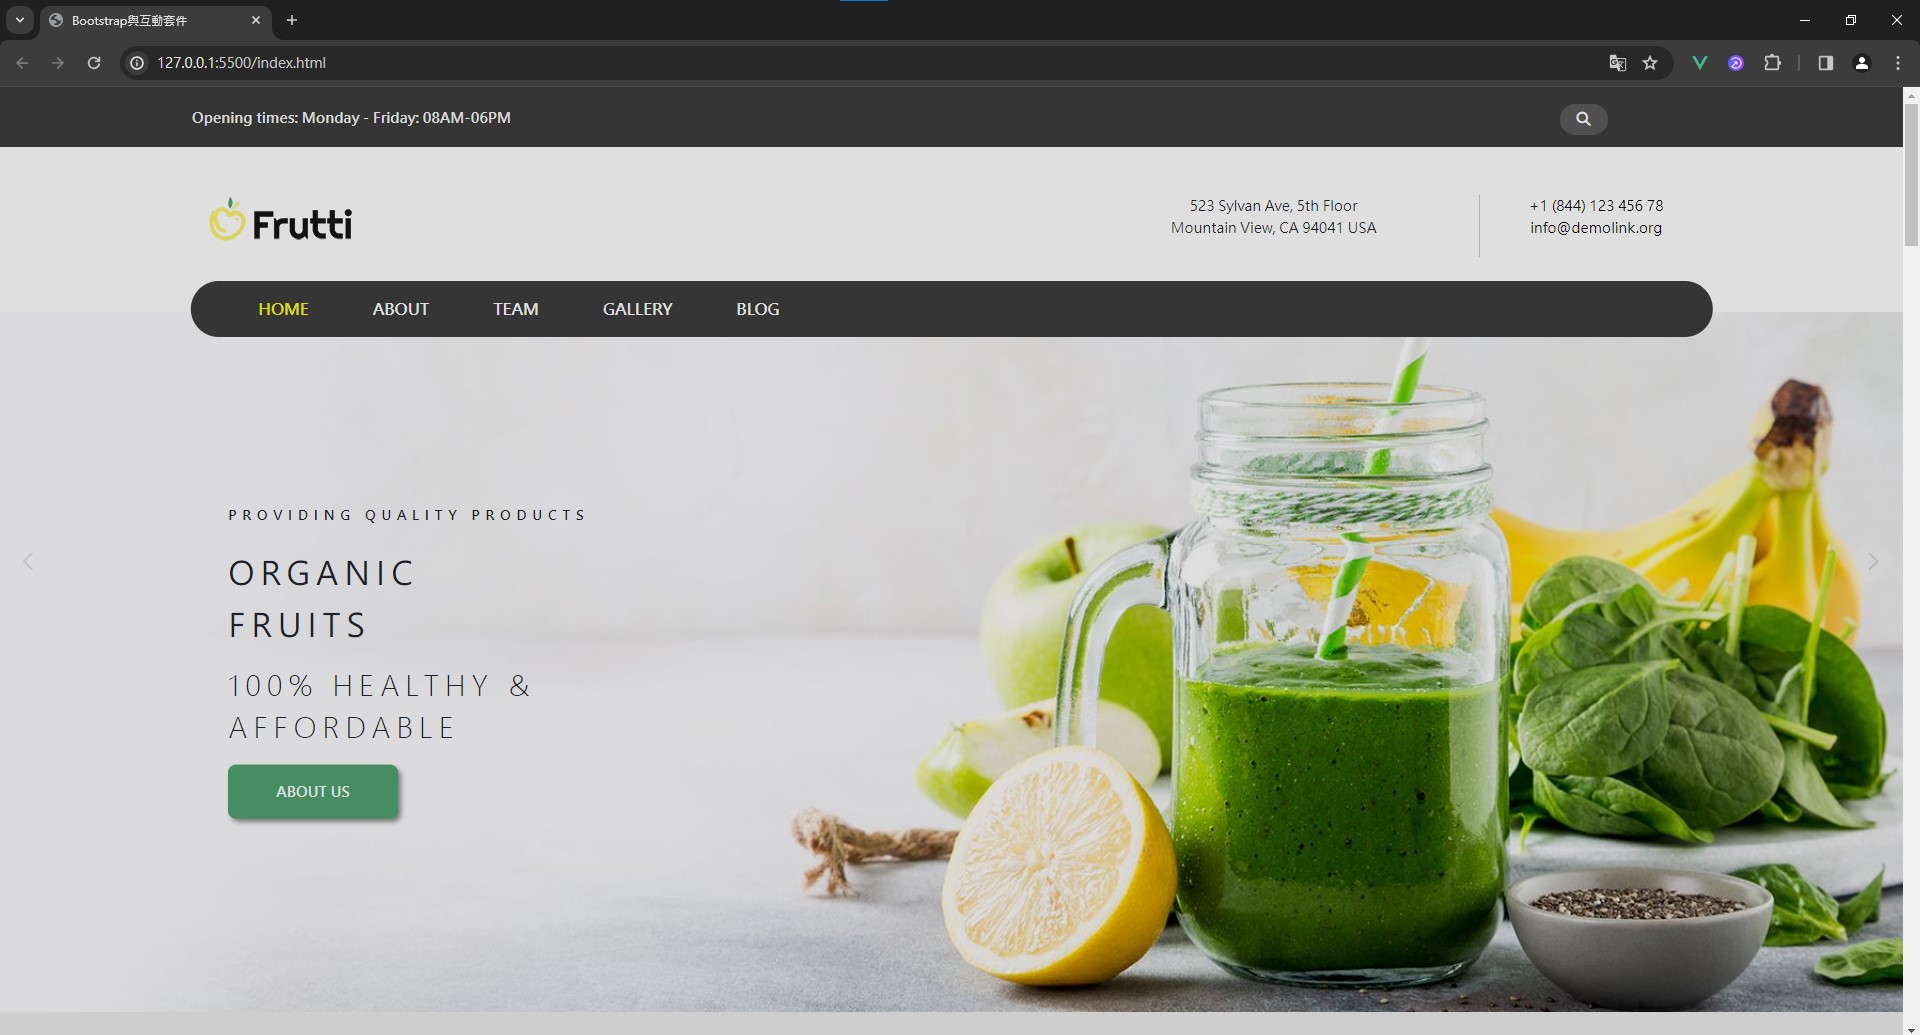 Bootstrap與互動套件
127.0.0.1:5500/index.html
Opening times: Monday - Friday: 08AM-06PM
Frutti
523 Sylvan Ave, 5th Floor
Mountain View, CA 94041 USA
+1 (844) 123 456 78
info@demolink.org
HOME ABOUT TEAM GALLERY BLOG
PROVIDING QUALITY PRODUCTS
ORGANIC
FRUITS
100% HEALTHY &
AFFORDABLE
ABOUT US